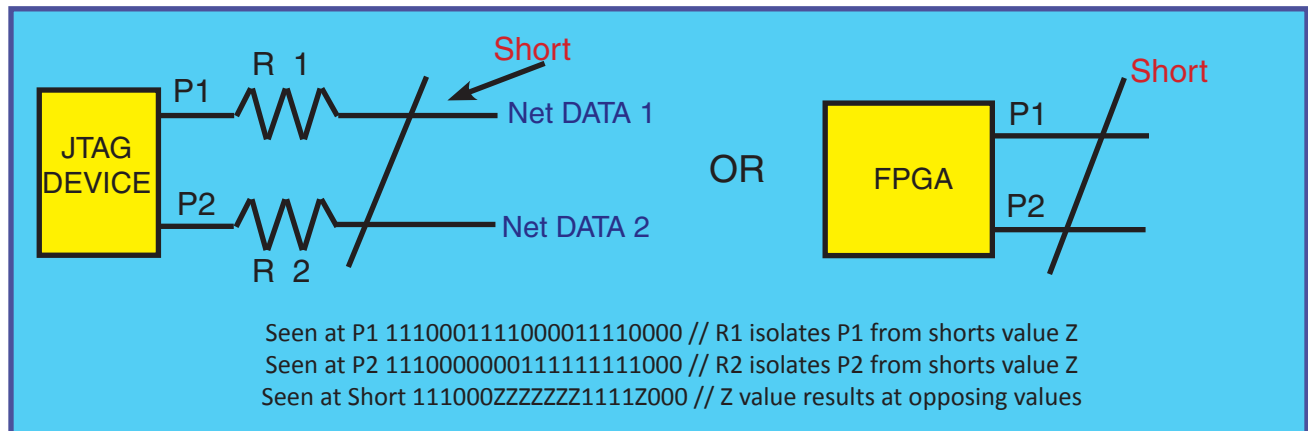 R 1
Short
P1
Net DATA 1
JTAG
DEVICE
P2
Net DATA 2
R 2
OR
Short
P1
FPGA
P2
Seen at P1 1110001111000011110000 // R1 isolates P1 from shorts value Z
Seen at P2 1110000000111111111000 // R2 isolates P2 from shorts value Z
Seen at Short 111000ZZZZZZZ1111Z000 // Z value results at opposing values